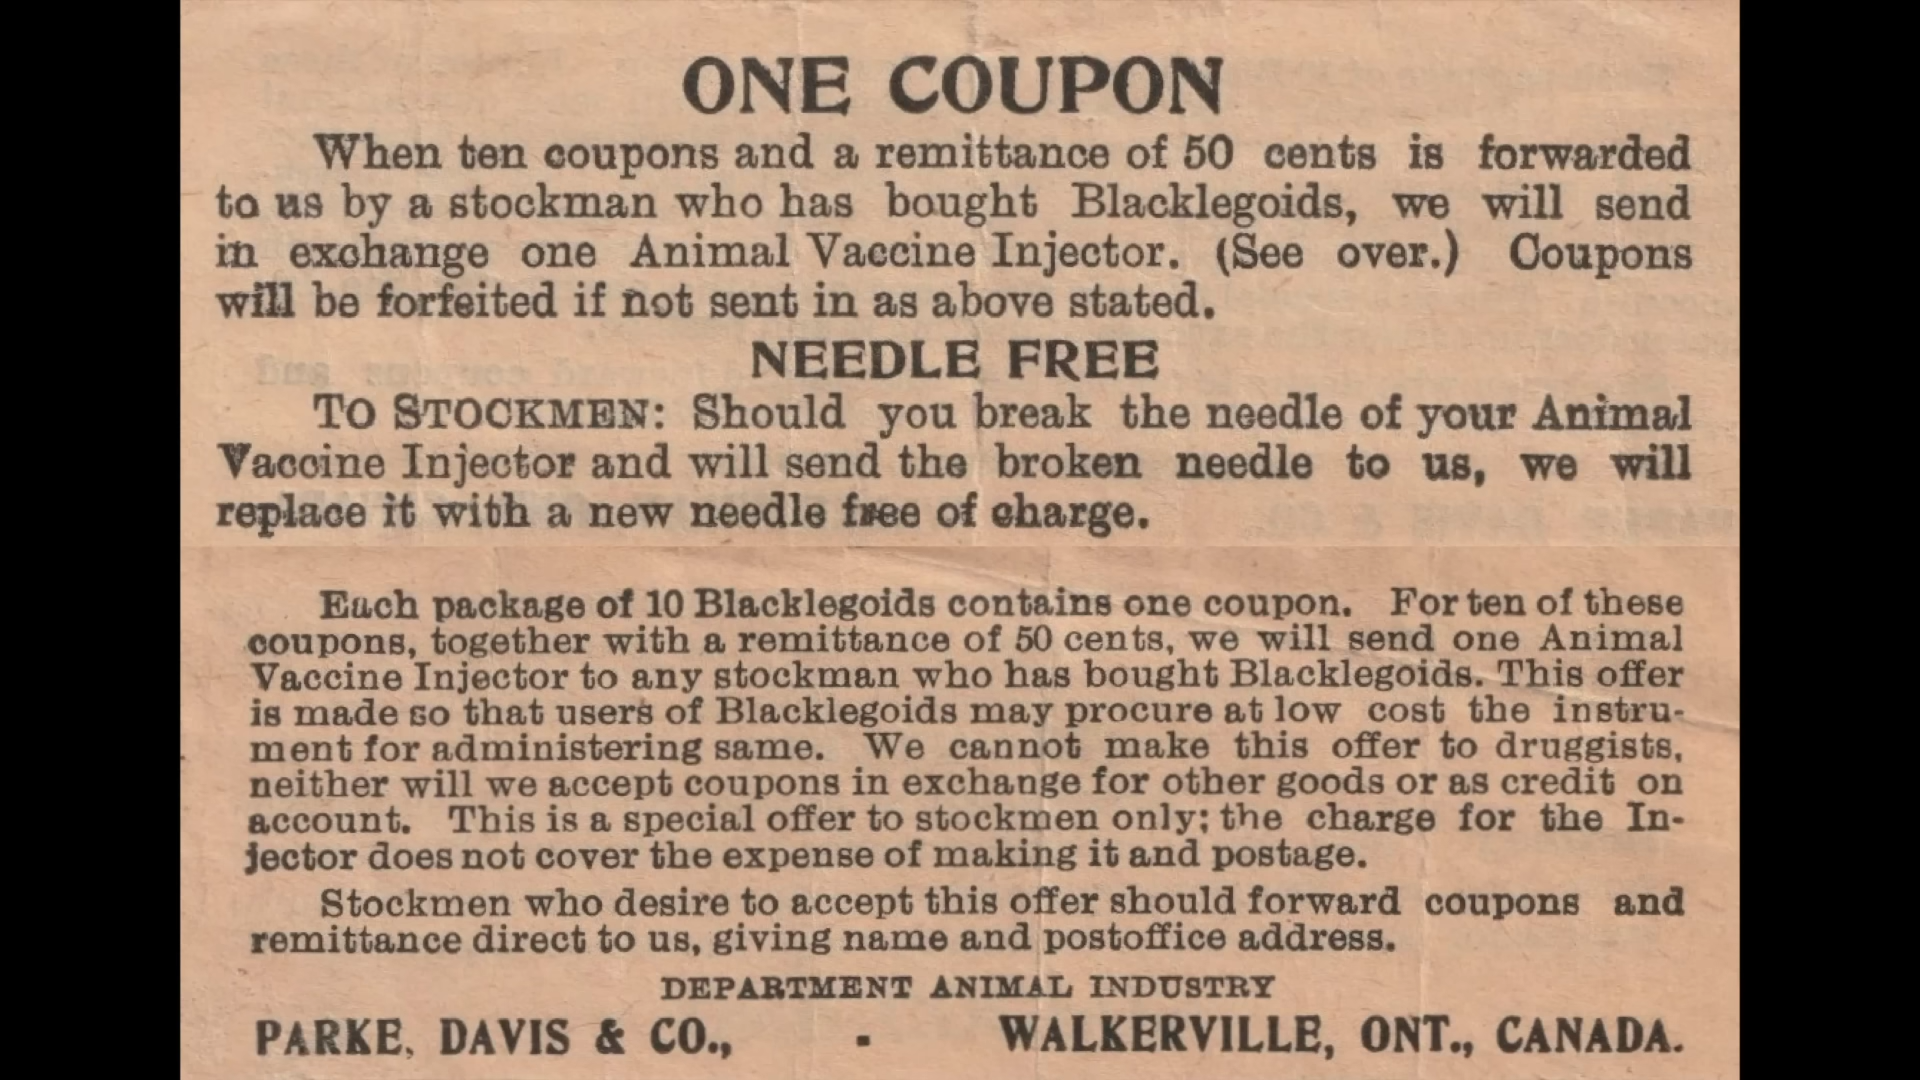 ONE COUPON
When ten coupons and a remittance of 50 cents is forwarded
to us by a stockman who has bought Blacklegoids, we will send
in exchange one Animal Vaccine Injector. (See over.) Coupons
will be forfeited if not sent in as above stated.
NEEDLE FREE
TO STOCKMEN: Should you break the needle of your Animal
Vaccine Injector and will send the broken needle to us, we will
replace it with a new needle free of charge.
Each package of 10 Blacklegoids contains one coupon. For ten of these
coupons, together with a remittance of 50 cents, we will send one Animal
Vaccine Injector to any stockman who has bought Blacklegoids. This offer
is made so that users of Blacklegoids may procure at low cost the instru-
ment for administering same. We cannot make this offer to druggists,
neither will we accept coupons in exchange for other goods or as credit on
account. This is a special offer to stockmen only; the charge for the In-
jector does not cover the expense of making it and postage.
Stockmen who desire to accept this offer should forward coupons and
remittance direct to us, giving name and postoffice address.
DEPARTMENT ANIMAL INDUSTRY
PARKE, DAVIS & CO., - WALKERVILLE, ONT., CANADA.